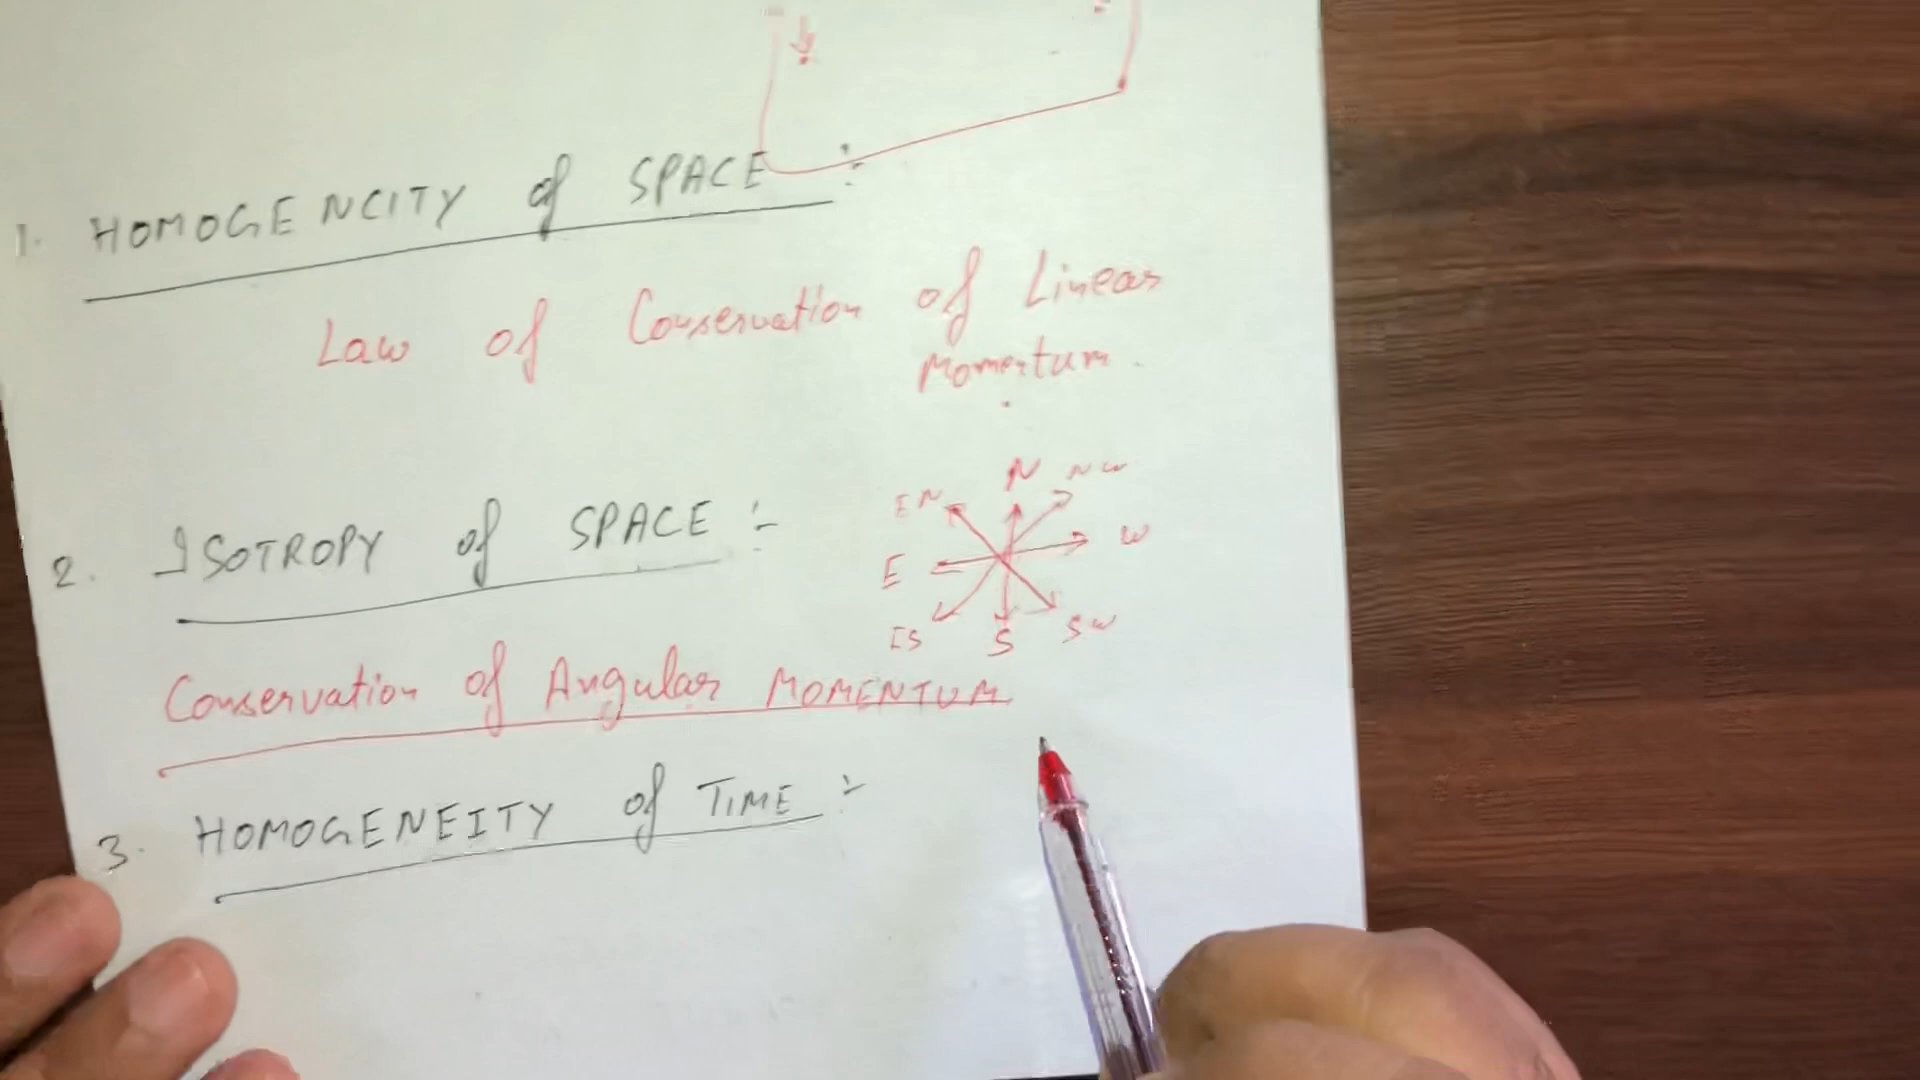 1. HOMOGENCITY of SPACE :-
Law of Conservation of Linear
Momentum.
N NW
EN
2. ISOTROPY of SPACE :-
E W
ES S SW
Conservation of Angular MOMENTUM
3. HOMOGENEITY of TIME :-